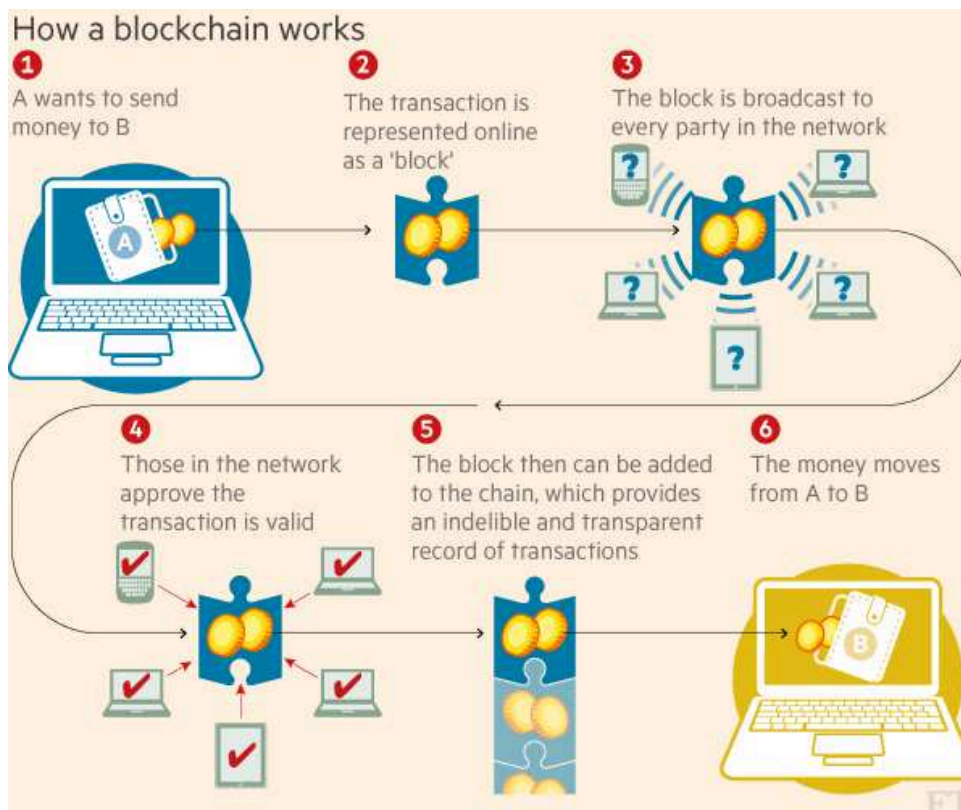 How a blockchain works
1
A wants to send
money to B
A
2
The transaction is
represented online
as a 'block'
3
The block is broadcast to
every party in the network
?
?
?
?
?
4
Those in the network
approve the
transaction is valid
5
The block then can be added
to the chain, which provides
an indelible and transparent
record of transactions
6
The money moves
from A to B
B
FT